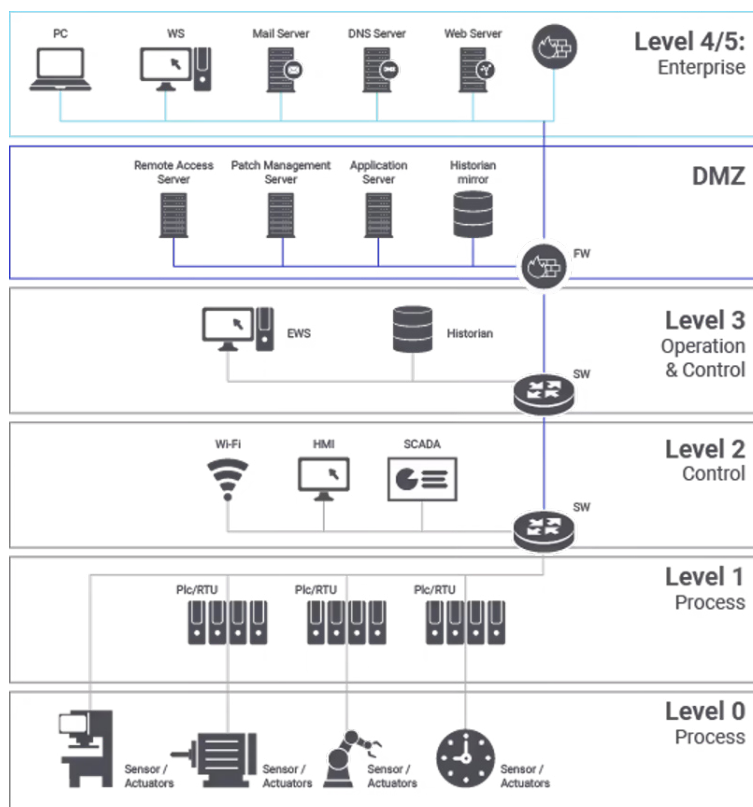 PC
WS
Mail Server
DNS Server
Web Server
Level 4/5:
Enterprise
Remote Access
Server
Patch Management
Server
Application
Server
Historian
mirror
DMZ
FW
EWS
Historian
Level 3
Operation
& Control
SW
Wi-Fi
HMI
SCADA
Level 2
Control
SW
Plc/RTU
Plc/RTU
Plc/RTU
Level 1
Process
Sensor /
Actuators
Sensor /
Actuators
Sensor /
Actuators
Sensor /
Actuators
Level 0
Process